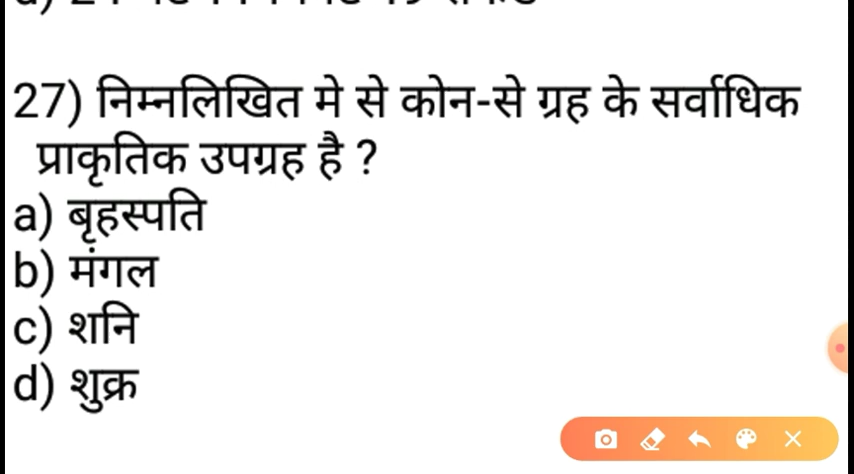 27) निम्नलिखित मे से कोन-से ग्रह के सर्वाधिक
प्राकृतिक उपग्रह है ?
a) बृहस्पति
b) मंगल
c) शनि
d) शुक्र